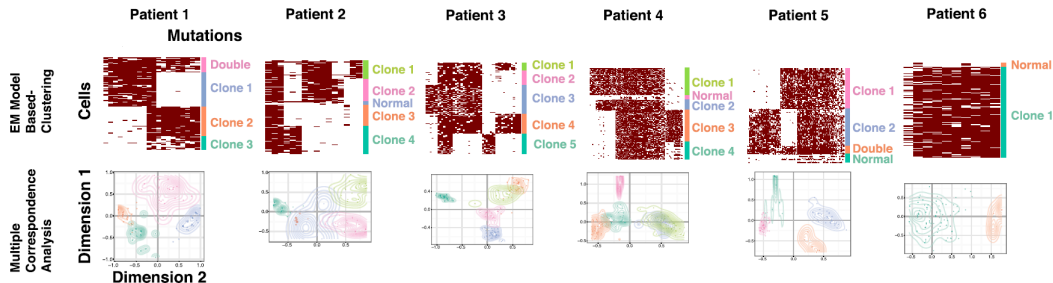 Patient 1
Patient 2
Patient 3
Patient 4
Patient 5
Patient 6
Mutations
EM Model
Based-
Clustering
Cells
Double
Clone 1
Clone 2
Clone 3
Clone 1
Clone 2
Normal
Clone 3
Clone 4
Clone 1
Clone 2
Clone 3
Clone 4
Clone 5
Clone 1
Normal
Clone 2
Clone 3
Clone 4
Clone 1
Clone 2
Double
Normal
Normal
Clone 1
Multiple
Correspondence
Analysis
Dimension 1
Dimension 2